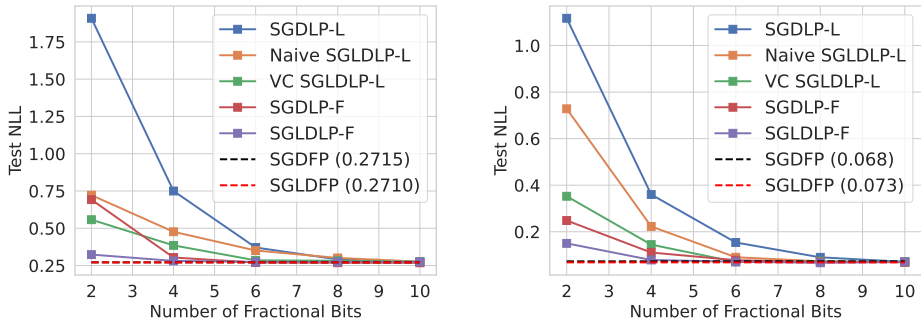 Test NLL
1.75
1.50
1.25
1.00
0.75
0.50
0.25
2
3
4
5
6
7
8
9
10
Number of Fractional Bits
SGDLP-L
Naive SGLDLP-L
VC SGLDLP-L
SGDLP-F
SGLDLP-F
SGDFP (0.2715)
SGLDFP (0.2710)
Test NLL
1.0
0.8
0.6
0.4
0.2
2
3
4
5
6
7
8
9
10
Number of Fractional Bits
SGDLP-L
Naive SGLDLP-L
VC SGLDLP-L
SGDLP-F
SGLDLP-F
SGDFP (0.068)
SGLDFP (0.073)